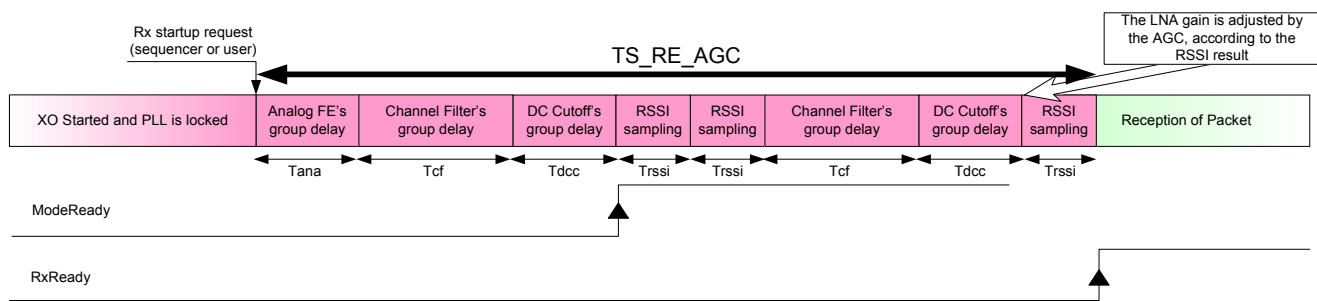 Rx startup request
(sequencer or user)
TS_RE_AGC
The LNA gain is adjusted by
the AGC, according to the
RSSI result
XO Started and PLL is locked
Analog FE's
group delay
Channel Filter's
group delay
DC Cutoff's
group delay
RSSI
sampling
RSSI
sampling
Channel Filter's
group delay
DC Cutoff's
group delay
RSSI
sampling
Reception of Packet
Tana
Tcf
Tdcc
Trssi
Trssi
Tcf
Tdcc
Trssi
ModeReady
RxReady